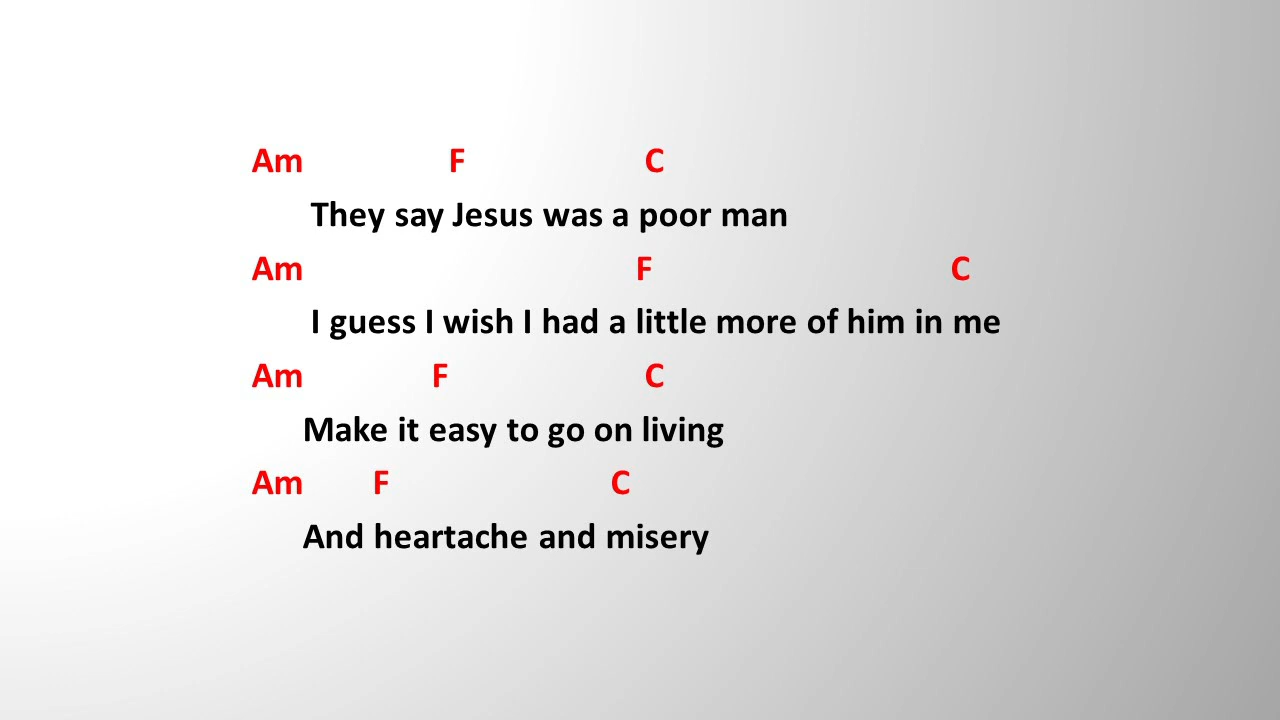 Am F C
They say Jesus was a poor man
Am F C
I guess I wish I had a little more of him in me
Am F C
Make it easy to go on living
Am F C
And heartache and misery